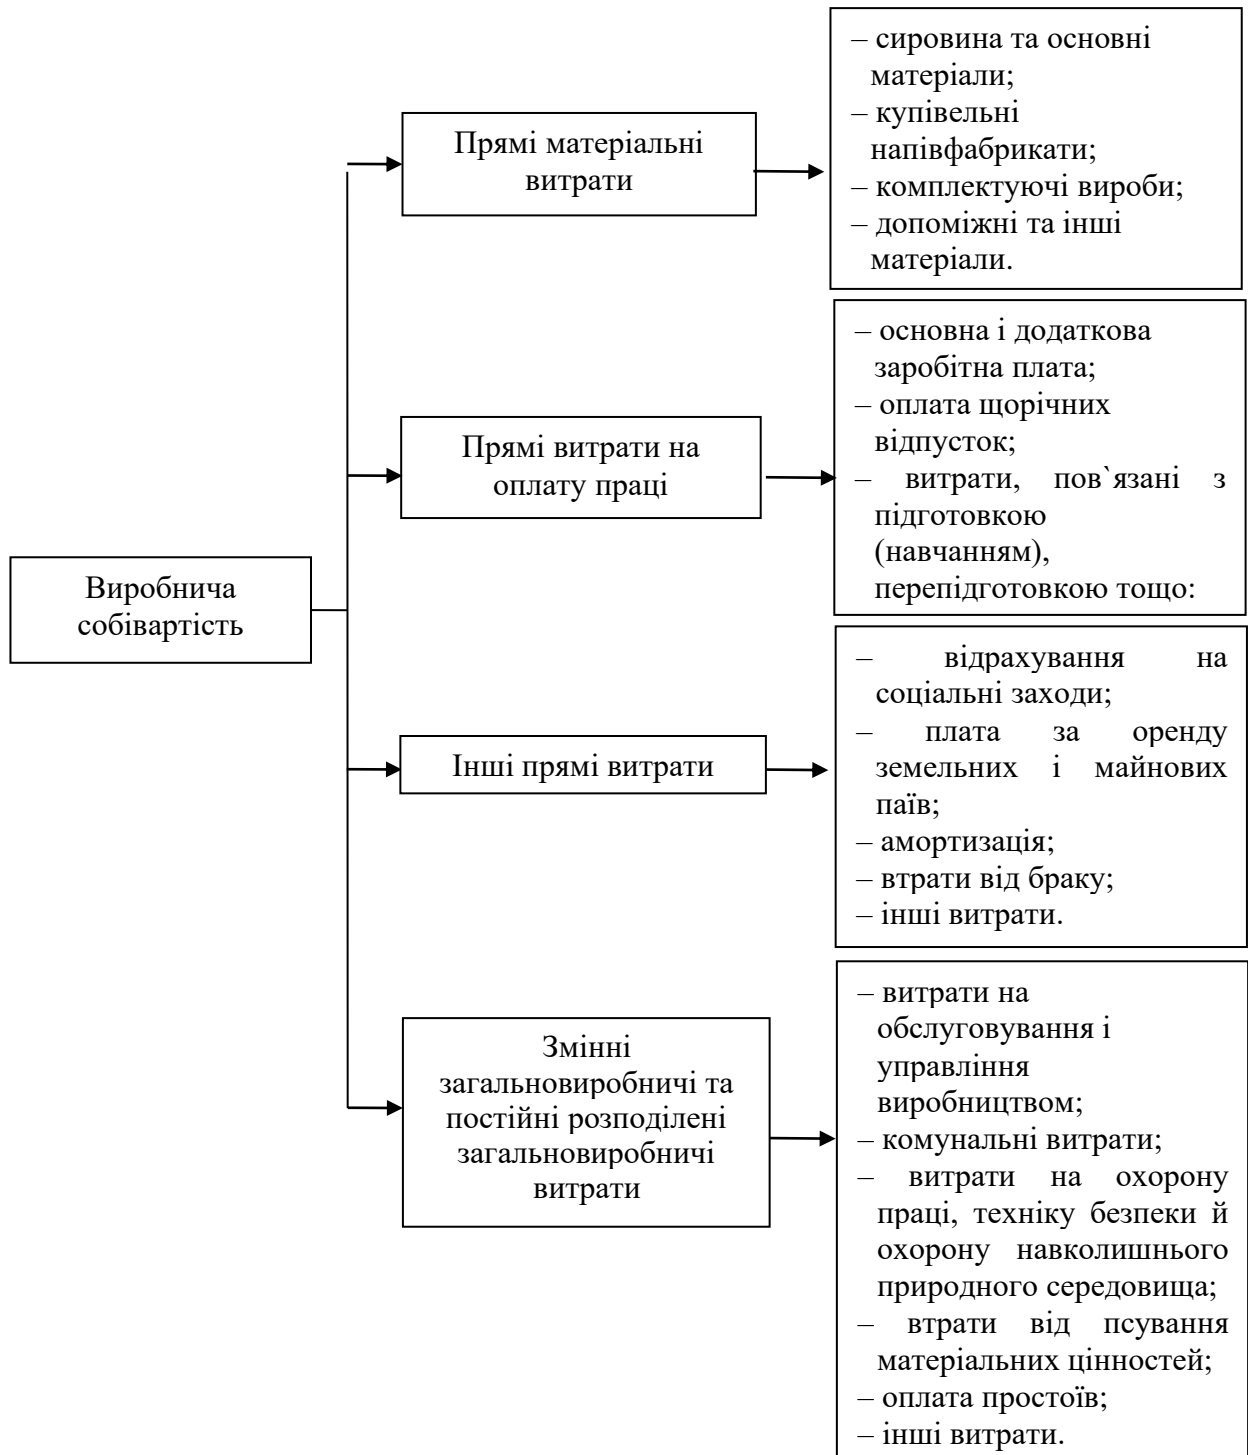 Виробнича
собівартість
Прямі матеріальні
витрати
– сировина та основні
матеріали;
– купівельні
напівфабрикати;
– комплектуючі вироби;
– допоміжні та інші
матеріали.
Прямі витрати на
оплату праці
– основна і додаткова
заробітна плата;
– оплата щорічних
відпусток;
– витрати, пов`язані з
підготовкою
(навчанням),
перепідготовкою тощо:
Інші прямі витрати
– відрахування на
соціальні заходи;
– плата за оренду
земельних і майнових
паїв;
– амортизація;
– втрати від браку;
– інші витрати.
Змінні
загальновиробничі та
постійні розподілені
загальновиробничі
витрати
– витрати на
обслуговування і
управління
виробництвом;
– комунальні витрати;
– витрати на охорону
праці, техніку безпеки й
охорону навколишнього
природного середовища;
– втрати від псування
матеріальних цінностей;
– оплата простоїв;
– інші витрати.